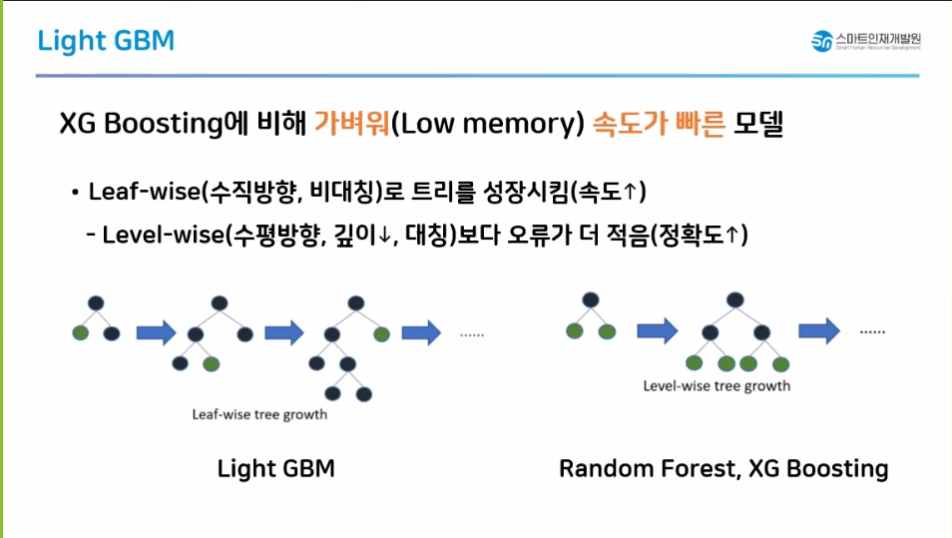 Light GBM
스마트인재개발원
Smart Human Resources Development
XG Boosting에 비해 가벼워(Low memory) 속도가 빠른 모델
• Leaf-wise(수직방향, 비대칭)로 트리를 성장시킴(속도↑)
- Level-wise(수평방향, 깊이↓, 대칭)보다 오류가 더 적음(정확도↑)
......
......
Leaf-wise tree growth
Level-wise tree growth
Light GBM
Random Forest, XG Boosting